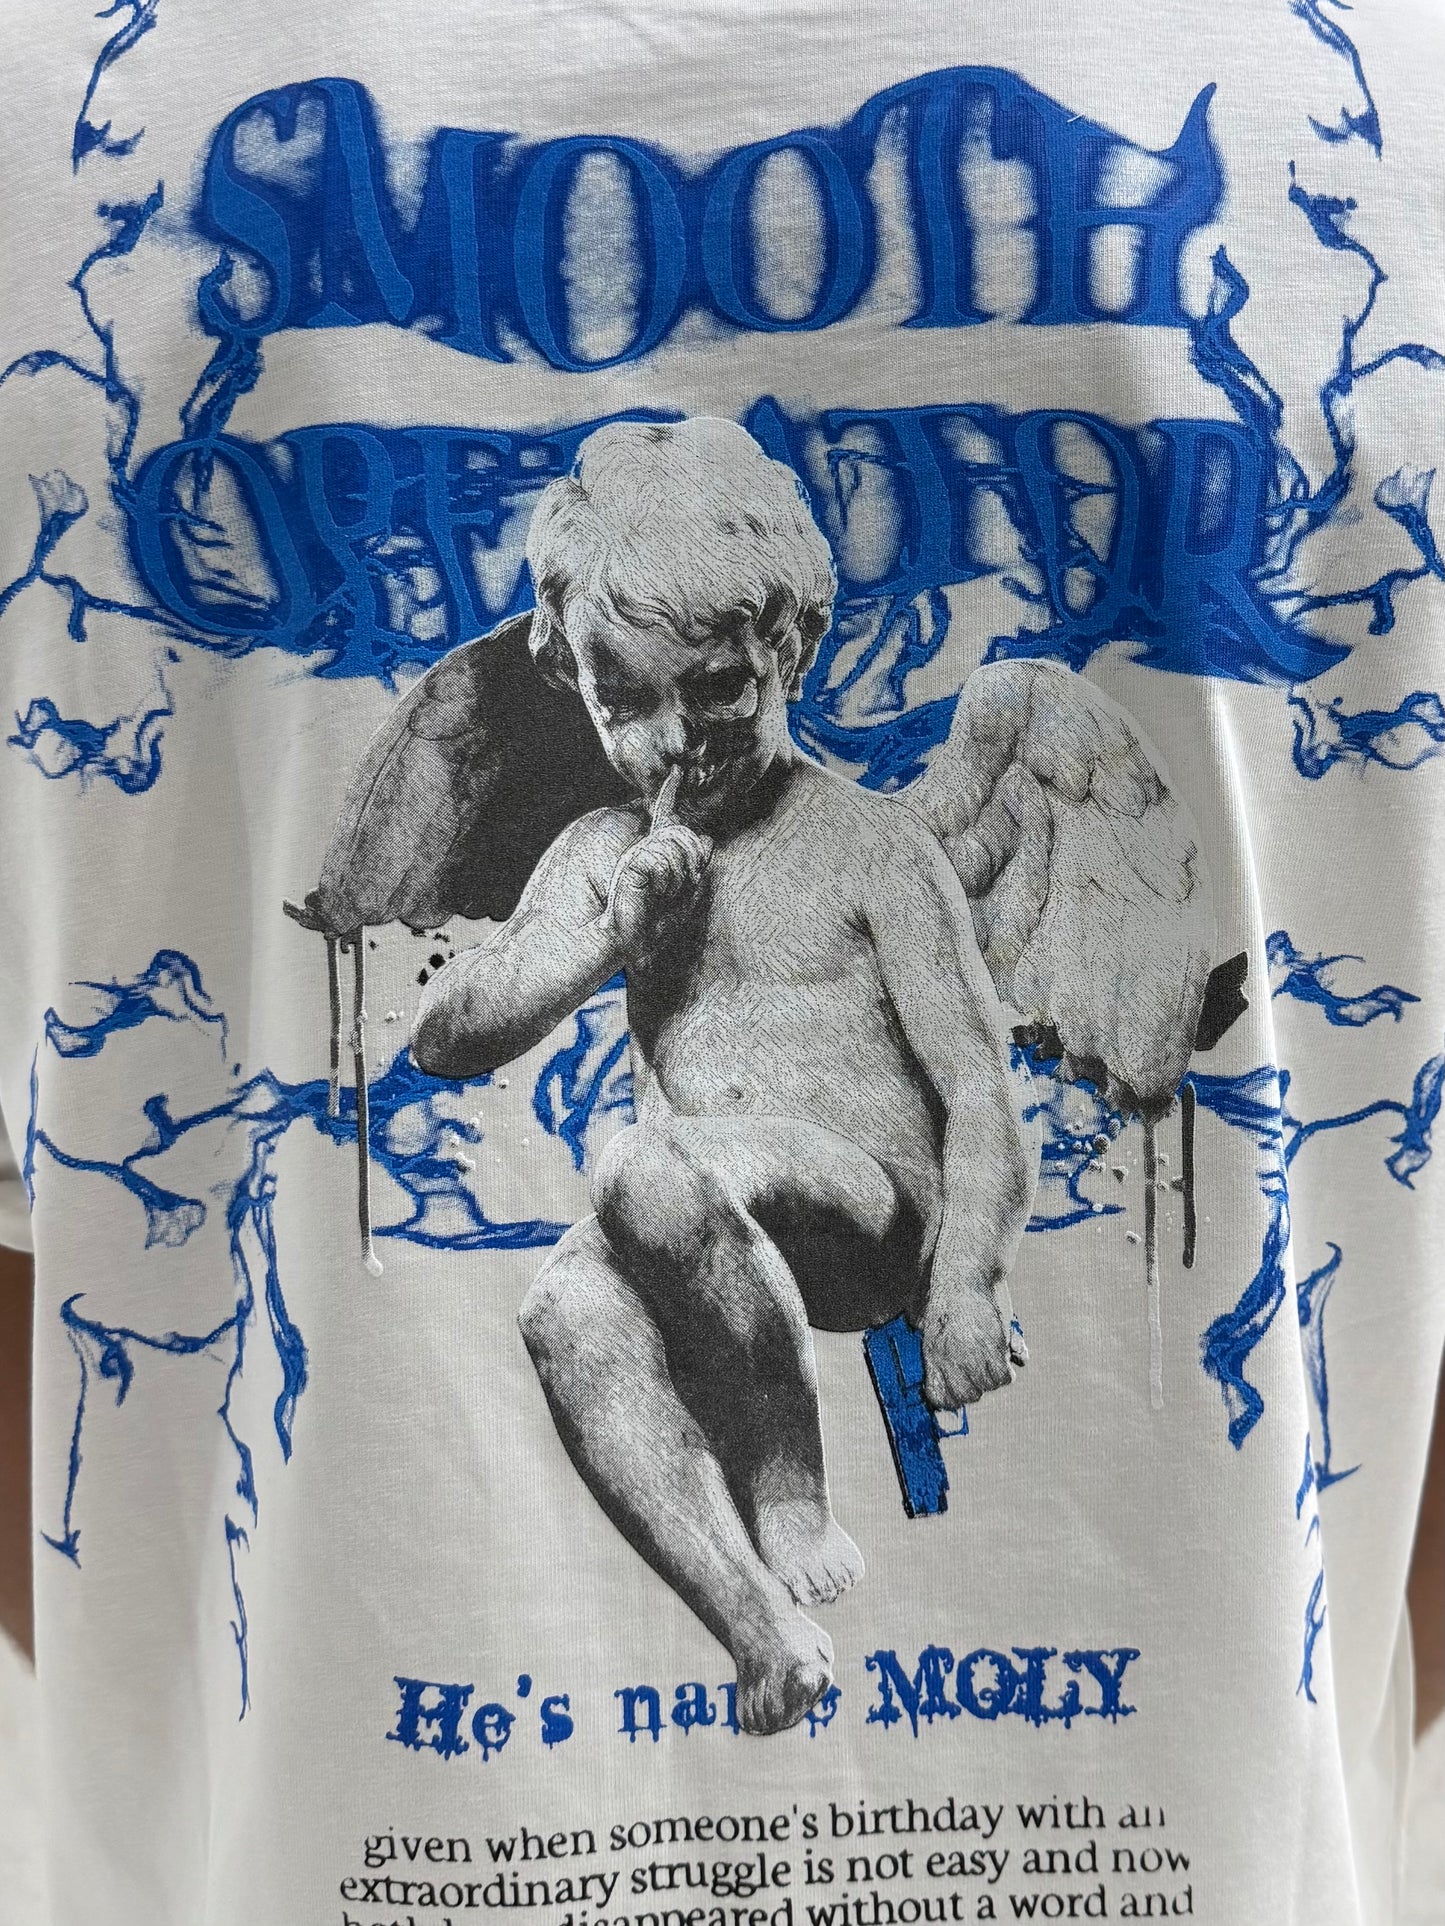 SMOOTH
OPERATOR
He's name MOLY
given when someone's birthday with an
extraordinary struggle is not easy and now
disappeared without a word and